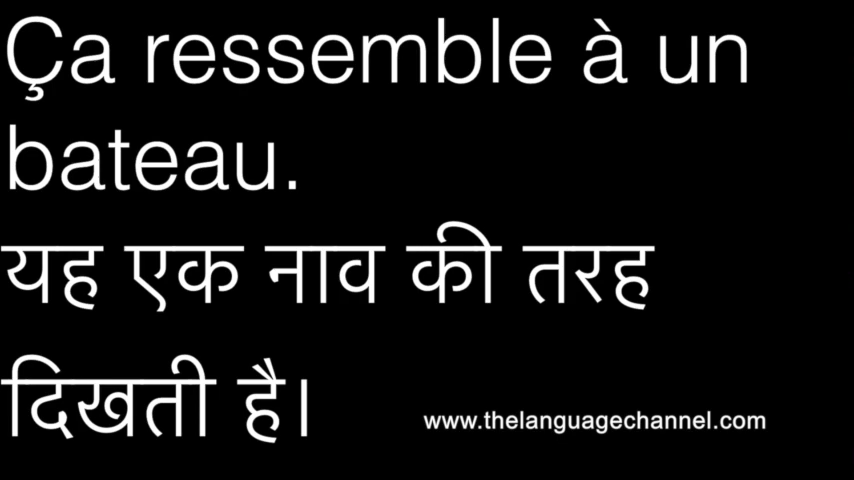 Ça ressemble à un
bateau.
यह एक नाव की तरह
दिखती है।
www.thelanguagechannel.com